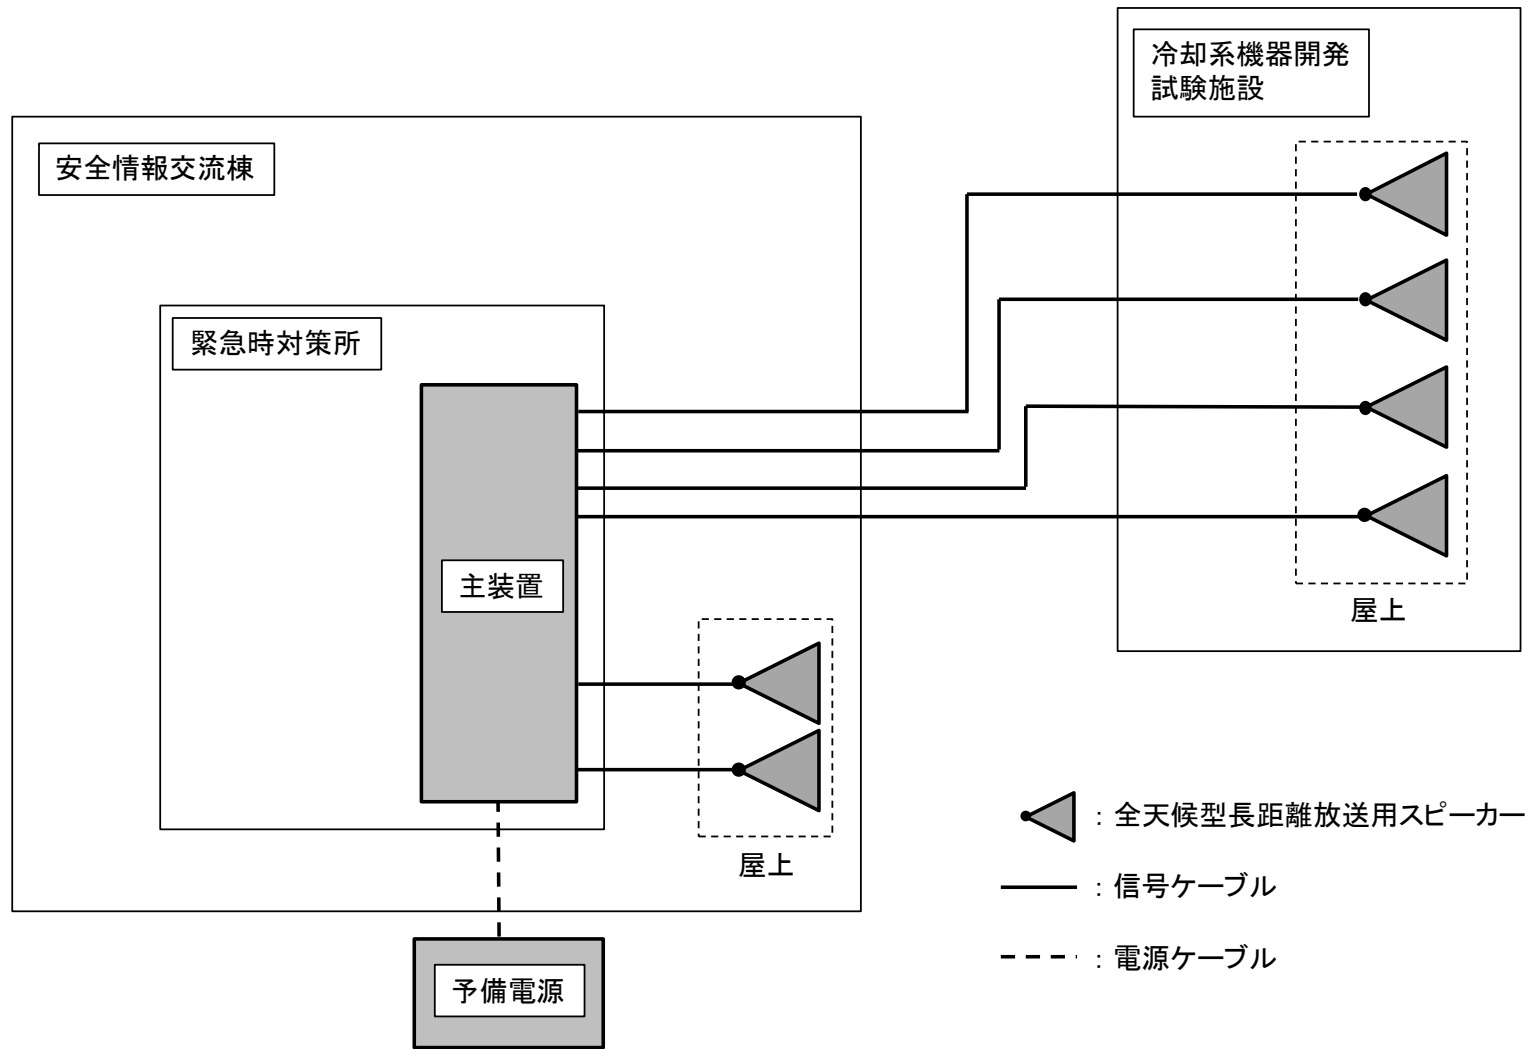 冷却系機器開発
試験施設
安全情報交流棟
緊急時対策所
主装置
屋上
屋上
予備電源
：全天候型長距離放送用スピーカー
：信号ケーブル
：電源ケーブル